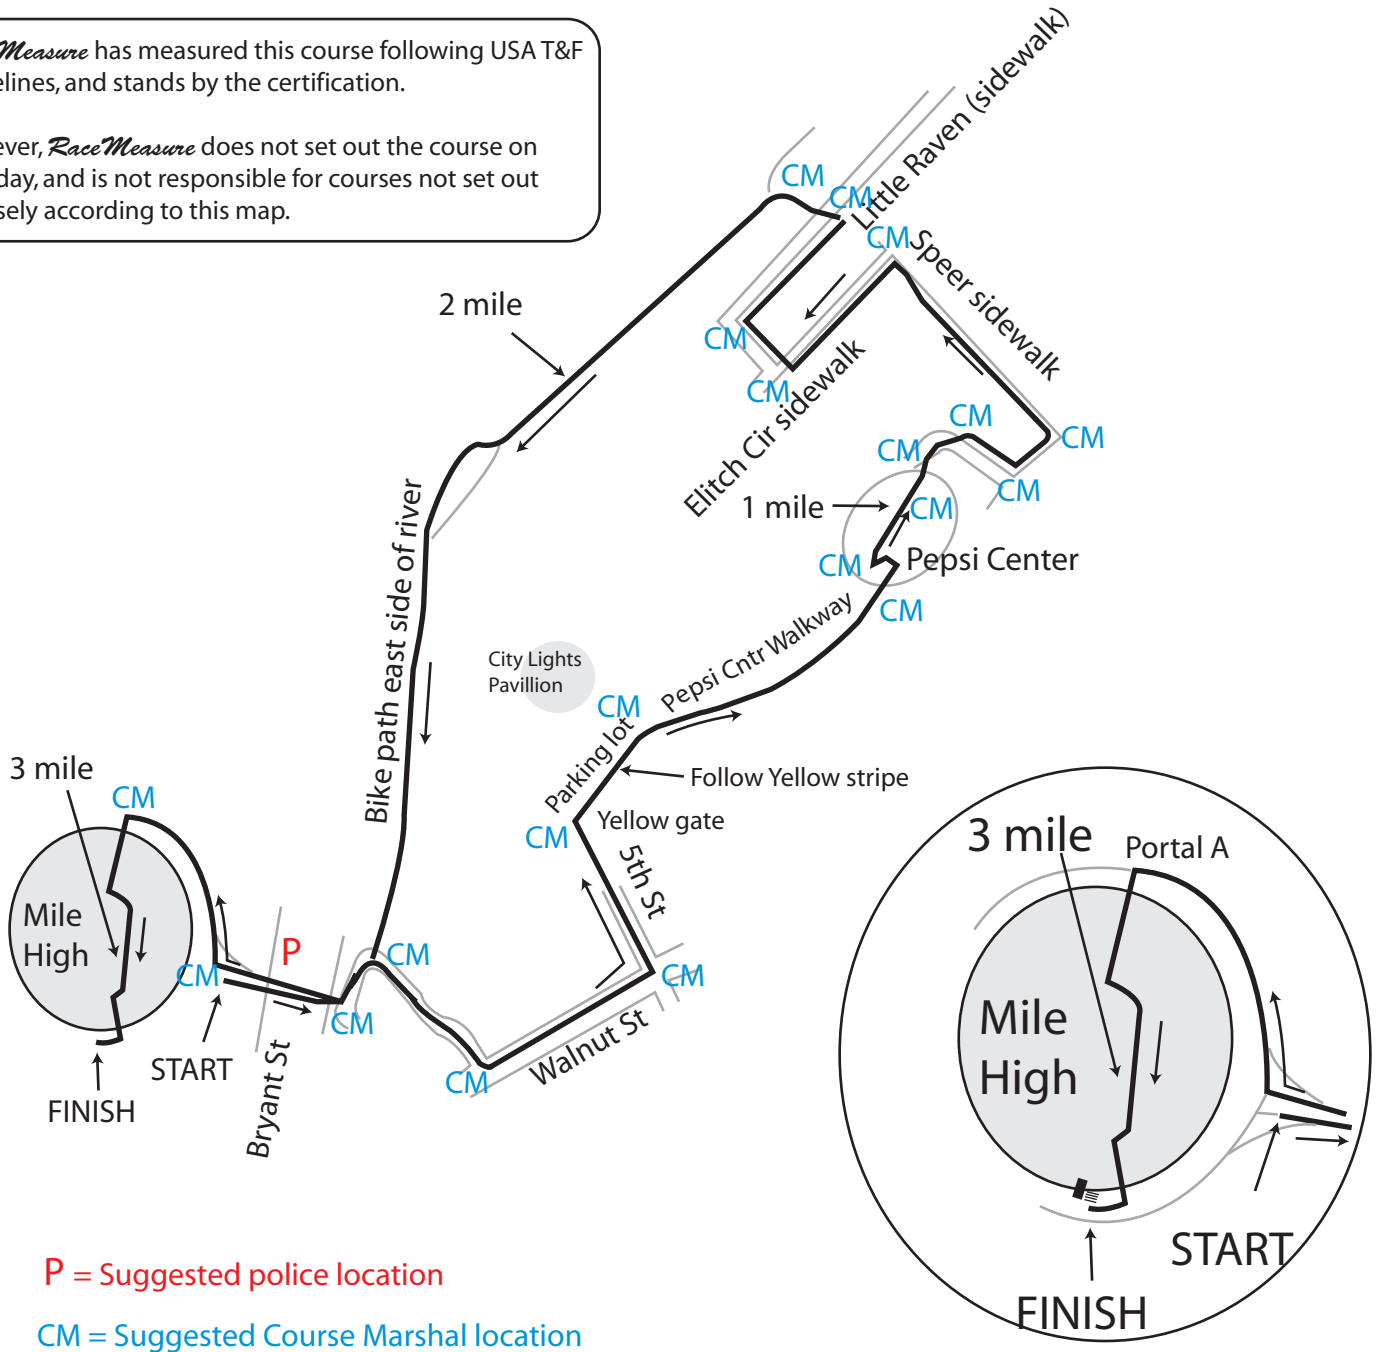 Measure has measured this course following USA T&F
elines, and stands by the certification.
ever, RaceMeasure does not set out the course on
day, and is not responsible for courses not set out
sely according to this map.
Little Raven (sidewalk)
CM
CM
CM
Speer sidewalk
2 mile
CM
CM
Elitch Cir sidewalk
CM
CM
CM
CM
1 mile
CM
Pepsi Center
CM
CM
Bike path east side of river
City Lights
Pavillion
CM
Pepsi Cntr Walkway
Parking lot
Follow Yellow stripe
Yellow gate
CM
5th St
3 mile
CM
Mile
High
P
CM
CM
CM
CM
START
FINISH
Bryant St
CM
Walnut St
3 mile
Portal A
Mile
High
START
FINISH
P = Suggested police location
CM = Suggested Course Marshal location